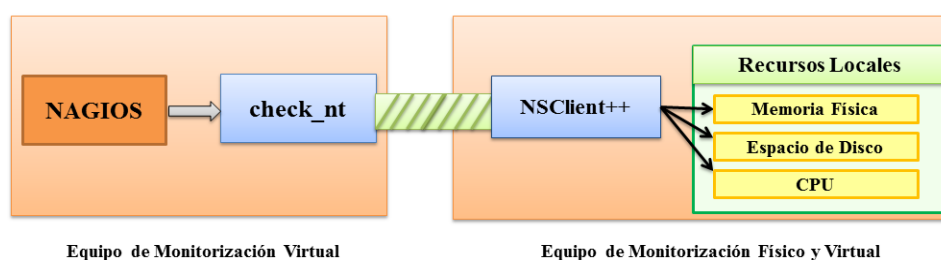 NAGIOS
check_nt
NSClient++
Recursos Locales
Memoria Física
Espacio de Disco
CPU
Equipo de Monitorización Virtual
Equipo de Monitorización Físico y Virtual